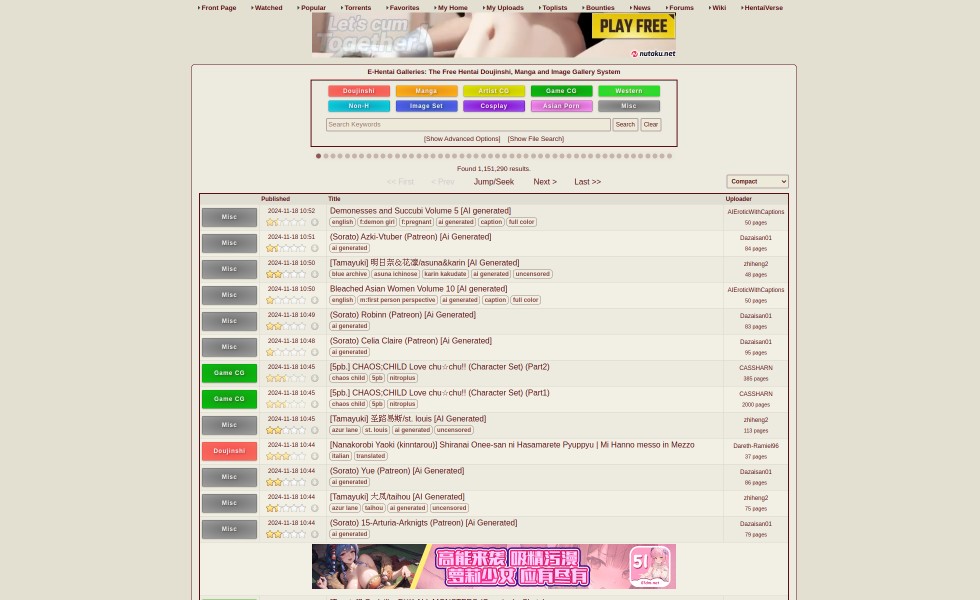 Front Page Watched Popular Torrents Favorites My Home My Uploads Toplists Bounties News Forums Wiki HentaiVerse
Let's cum
Together!
PLAY FREE
nutaku.net
E-Hentai Galleries: The Free Hentai Doujinshi, Manga and Image Gallery System
Doujinshi Manga Artist CG Game CG Western
Non-H Image Set Cosplay Asian Porn Misc
Search Keywords Search Clear
[Show Advanced Options] [Show File Search]
Found 1,151,290 results.
<< First < Prev Jump/Seek Next > Last >> Compact
Published Title Uploader
Misc 2024-11-18 10:52 Demonesses and Succubi Volume 5 [AI generated] AIEroticWithCaptions
english f:demon girl f:pregnant ai generated caption full color 50 pages
Misc 2024-11-18 10:51 (Sorato) Azki-Vtuber (Patreon) [Ai Generated] Dazaisan01
ai generated 84 pages
Misc 2024-11-18 10:50 [Tamayuki] 明日奈&花凛/asuna&karin [AI Generated] zhiheng2
blue archive asuna ichinose karin kakudate ai generated uncensored 48 pages
Misc 2024-11-18 10:50 Bleached Asian Women Volume 10 [AI generated] AIEroticWithCaptions
english m:first person perspective ai generated caption full color 50 pages
Misc 2024-11-18 10:49 (Sorato) Robinn (Patreon) [Ai Generated] Dazaisan01
ai generated 83 pages
Misc 2024-11-18 10:48 (Sorato) Celia Claire (Patreon) [Ai Generated] Dazaisan01
ai generated 95 pages
Game CG 2024-11-18 10:45 [5pb.] CHAOS;CHILD Love chu☆chu!! (Character Set) (Part2) CASSHARN
chaos child 5pb nitroplus 385 pages
Game CG 2024-11-18 10:45 [5pb.] CHAOS;CHILD Love chu☆chu!! (Character Set) (Part1) CASSHARN
chaos child 5pb nitroplus 2000 pages
Misc 2024-11-18 10:45 [Tamayuki] 圣路易斯/st. louis [AI Generated] zhiheng2
azur lane st. louis ai generated uncensored 113 pages
Doujinshi 2024-11-18 10:44 [Nanakorobi Yaoki (kinntarou)] Shiranai Onee-san ni Hasamarete Pyuppyu | Mi Hanno messo in Mezzo Dareth-Ramiel96
italian translated 37 pages
Misc 2024-11-18 10:44 (Sorato) Yue (Patreon) [Ai Generated] Dazaisan01
ai generated 86 pages
Misc 2024-11-18 10:44 [Tamayuki] 大凤/taihou [AI Generated] zhiheng2
azur lane taihou ai generated uncensored 75 pages
Misc 2024-11-18 10:44 (Sorato) 15-Arturia-Arknigts (Patreon) [Ai Generated] Dazaisan01
ai generated 79 pages
高能来袭 吸精污漫
萝莉少女 应有尽有